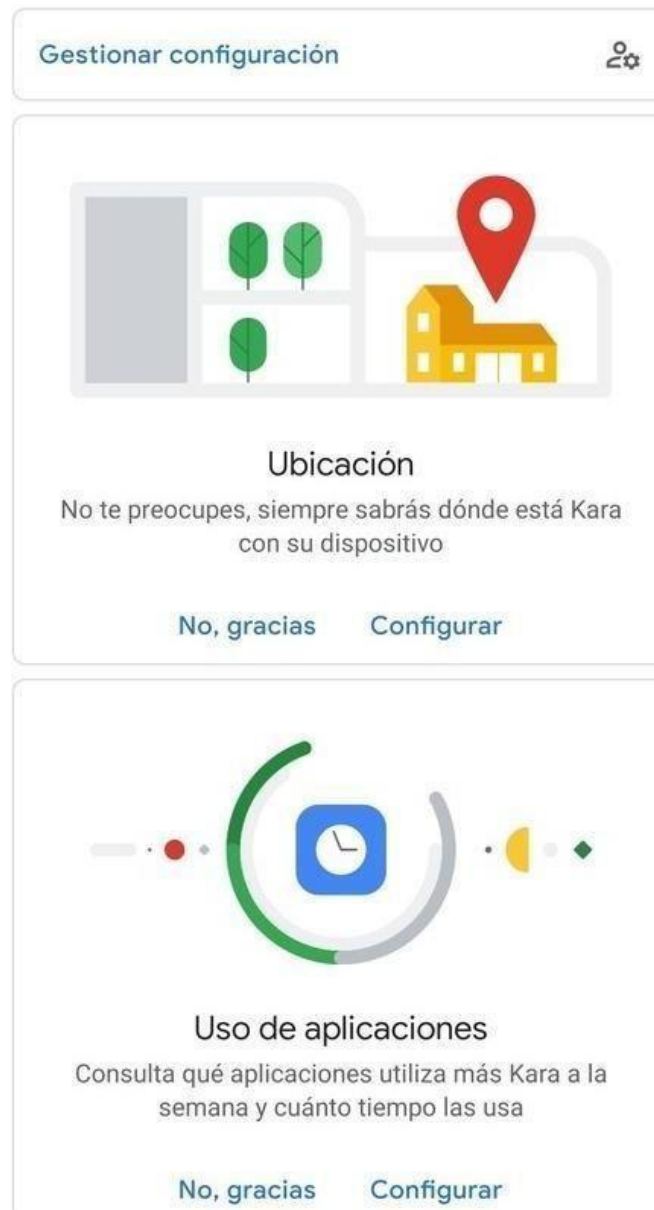 Gestionar configuración
Ubicación
No te preocupes, siempre sabrás dónde está Kara
con su dispositivo
No, gracias Configurar
Uso de aplicaciones
Consulta qué aplicaciones utiliza más Kara a la
semana y cuánto tiempo las usa
No, gracias Configurar